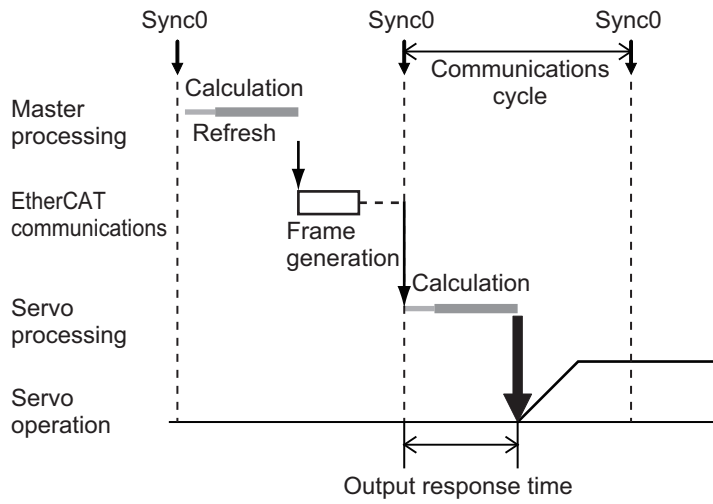 Sync0 Sync0 Sync0
Communications
cycle
Calculation
Master
processing
Refresh
EtherCAT
communications
Frame
generation
Calculation
Servo
processing
Servo
operation
Output response time